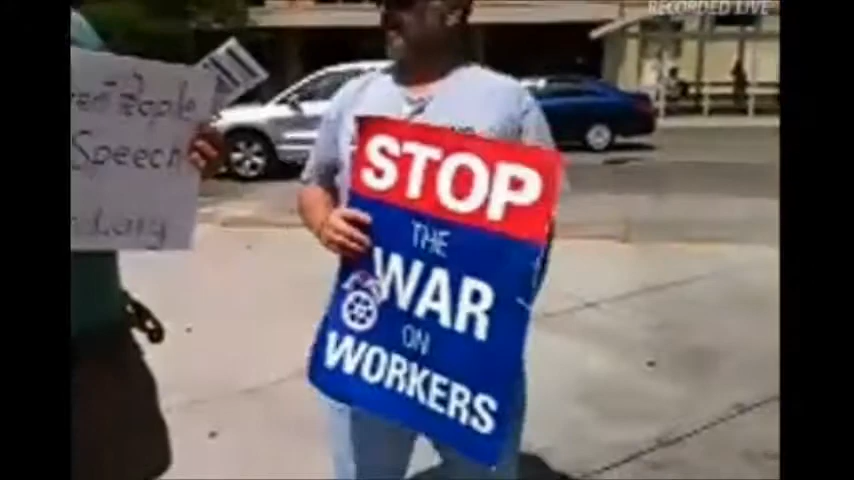 RECORDED LIVE
People
Speech
STOP
THE
WAR
ON
WORKERS